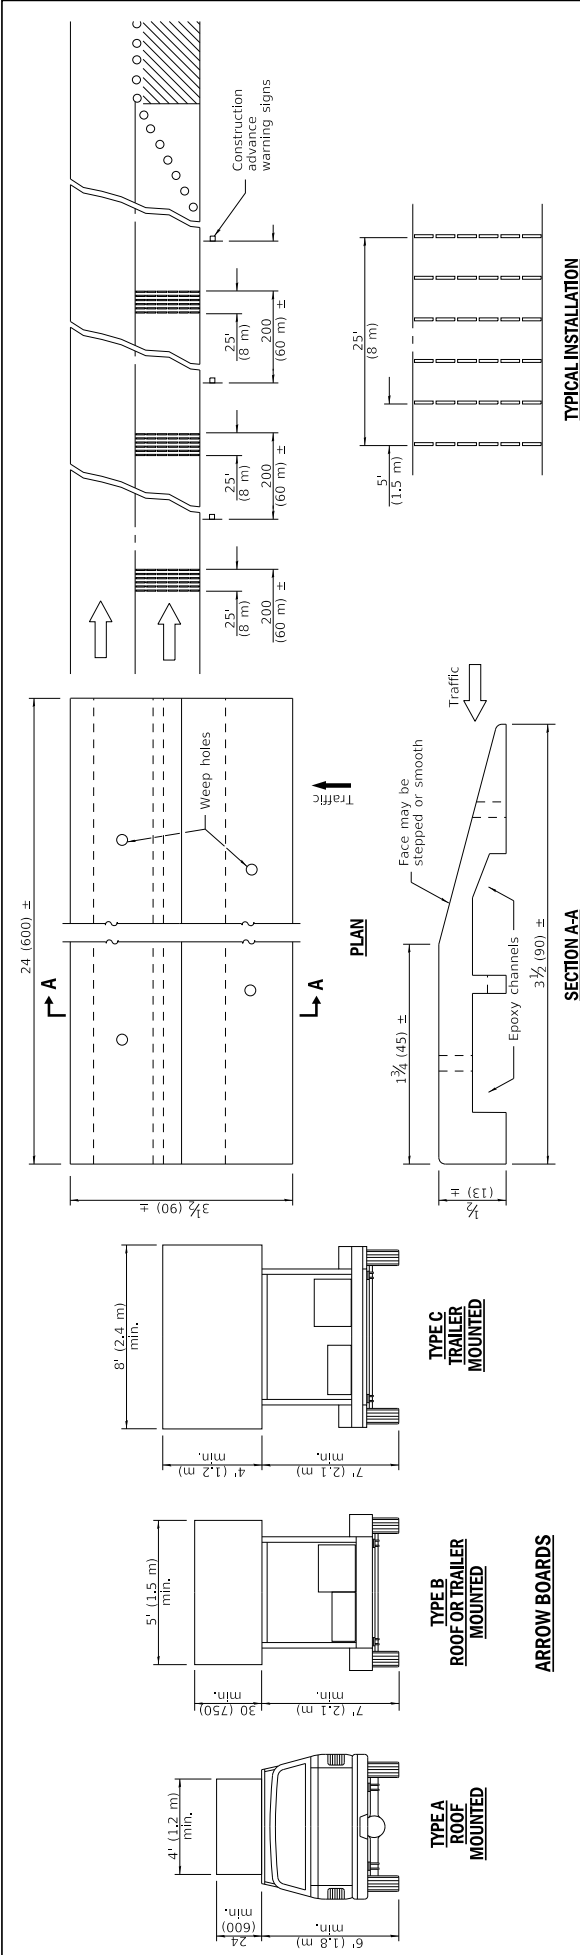 4' (1.2 m)
min.
24
(600)
min.
6' (1.8 m)
min.
TYPE A
ROOF
MOUNTED
5' (1.5 m)
min.
30 (750)
min.
7' (2.1 m)
min.
TYPE B
ROOF OR TRAILER
MOUNTED
8' (2.4 m)
min.
4' (1.2 m)
min.
7' (2.1 m)
min.
TYPE C
TRAILER
MOUNTED
ARROW BOARDS
24 (600) ±
A
A
3½ (90) ±
Weep holes
Traffic
PLAN
1¾ (45) ±
½
(13) ±
Face may be
stepped or smooth
Traffic
Epoxy channels
3½ (90) ±
SECTION A-A
25'
(8 m)
200
(60 m) ±
25'
(8 m)
200
(60 m) ±
25'
(8 m)
200
(60 m) ±
Construction
advance
warning signs
25'
(8 m)
5'
(1.5 m)
TYPICAL INSTALLATION